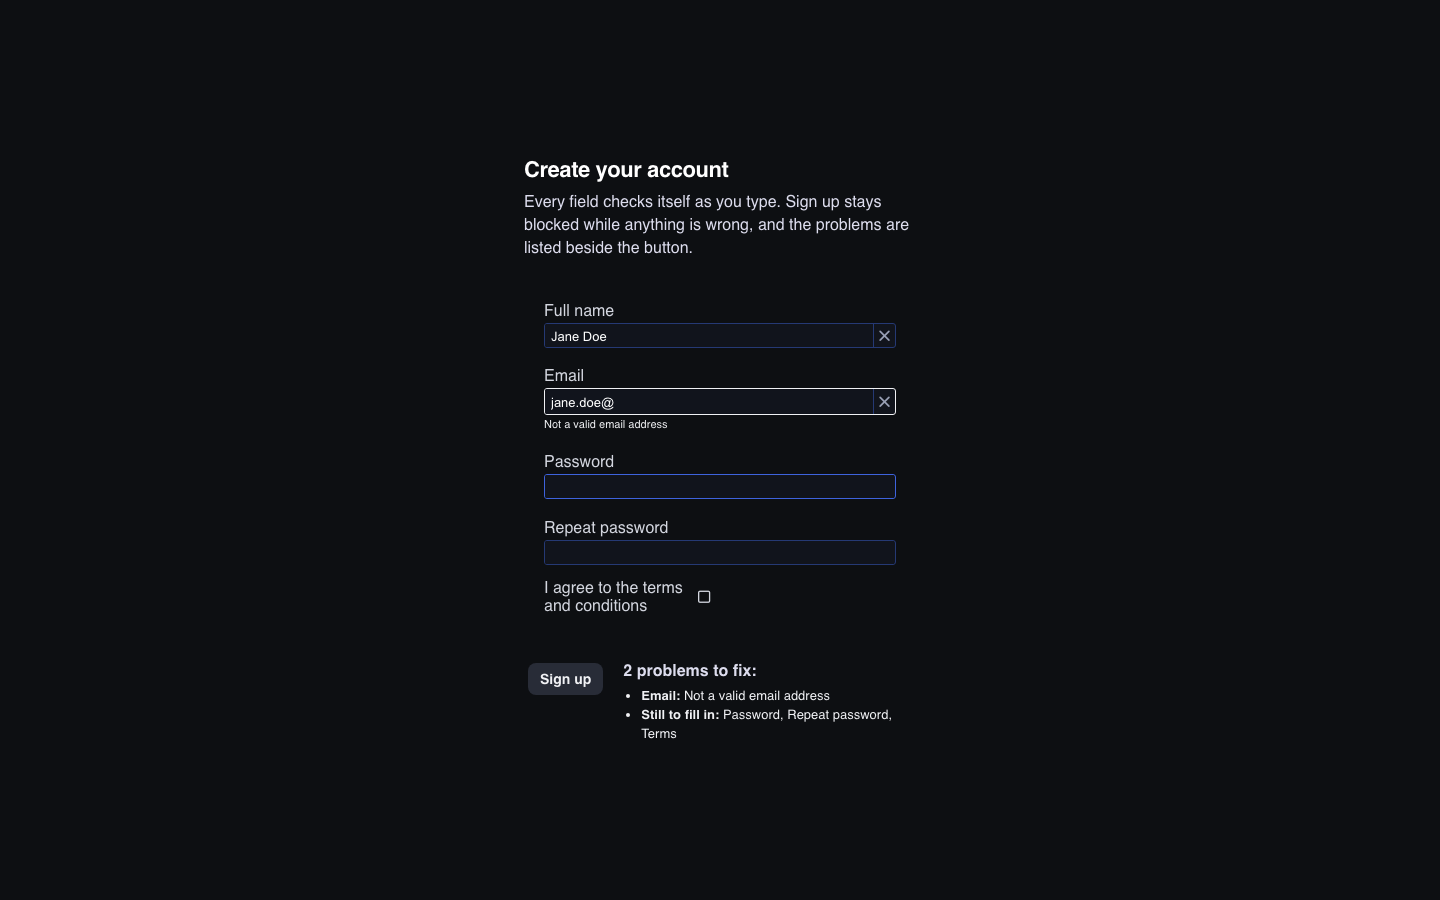 Create your account
Every field checks itself as you type. Sign up stays
blocked while anything is wrong, and the problems are
listed beside the button.
Full name
Jane Doe
Email
jane.doe@
Not a valid email address
Password
Repeat password
I agree to the terms
and conditions
Sign up
2 problems to fix:
• Email: Not a valid email address
• Still to fill in: Password, Repeat password,
Terms